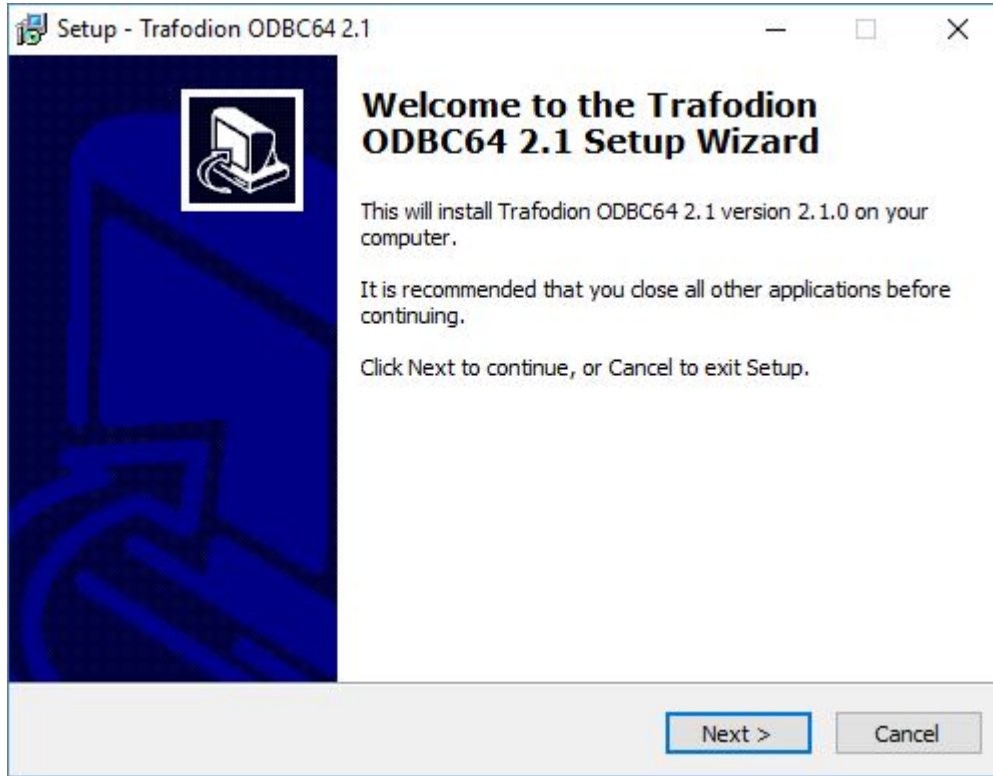 Setup - Trafodion ODBC64 2.1
Welcome to the Trafodion
ODBC64 2.1 Setup Wizard
This will install Trafodion ODBC64 2.1 version 2.1.0 on your
computer.
It is recommended that you close all other applications before
continuing.
Click Next to continue, or Cancel to exit Setup.
Next >
Cancel